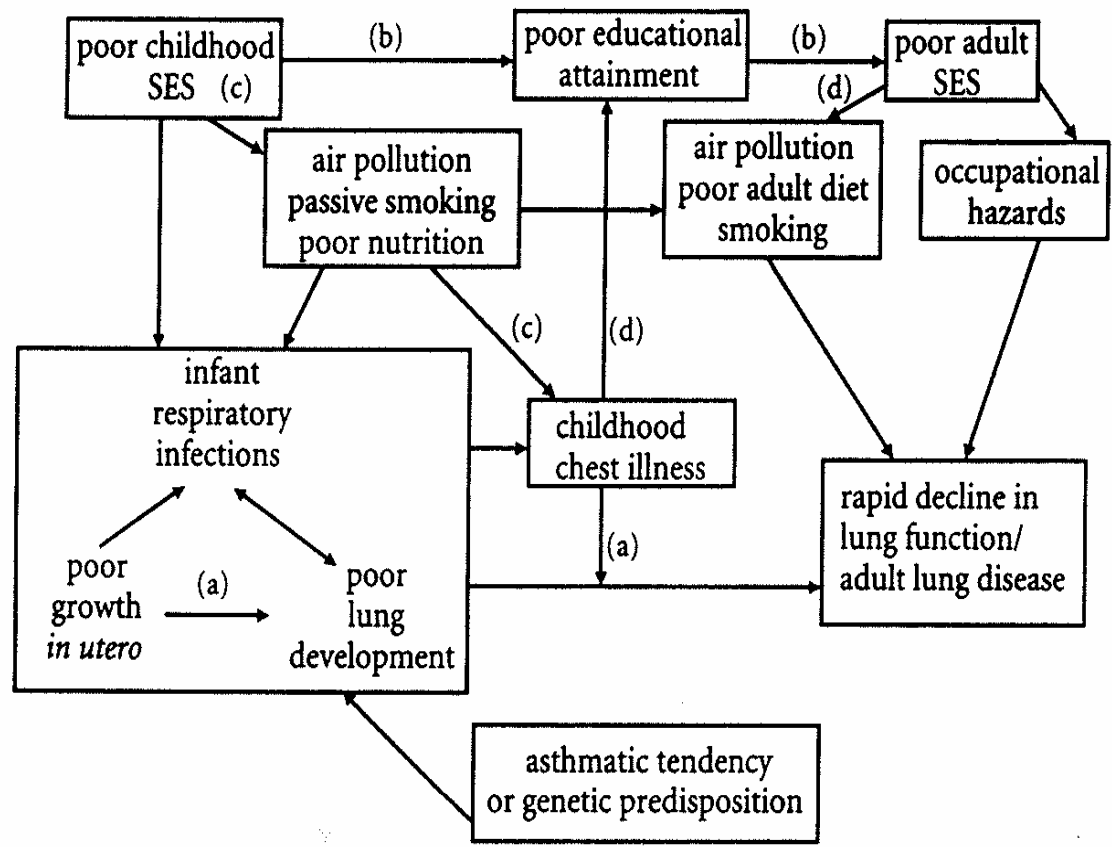 poor childhood
SES (c)
(b)
poor educational
attainment
(b)
poor adult
SES
(d)
air pollution
passive smoking
poor nutrition
air pollution
poor adult diet
smoking
occupational
hazards
(c)
(d)
infant
respiratory
infections
childhood
chest illness
rapid decline in
lung function/
adult lung disease
(a)
poor
growth
in utero
(a)
poor
lung
development
asthmatic tendency
or genetic predisposition